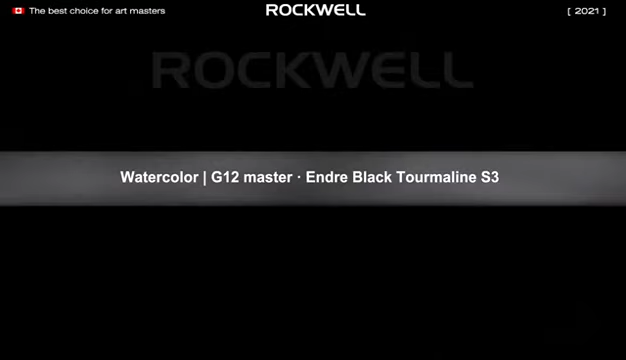 The best choice for art masters
ROCKWELL
[ 2021 ]
ROCKWELL
Watercolor | G12 master · Endre Black Tourmaline S3